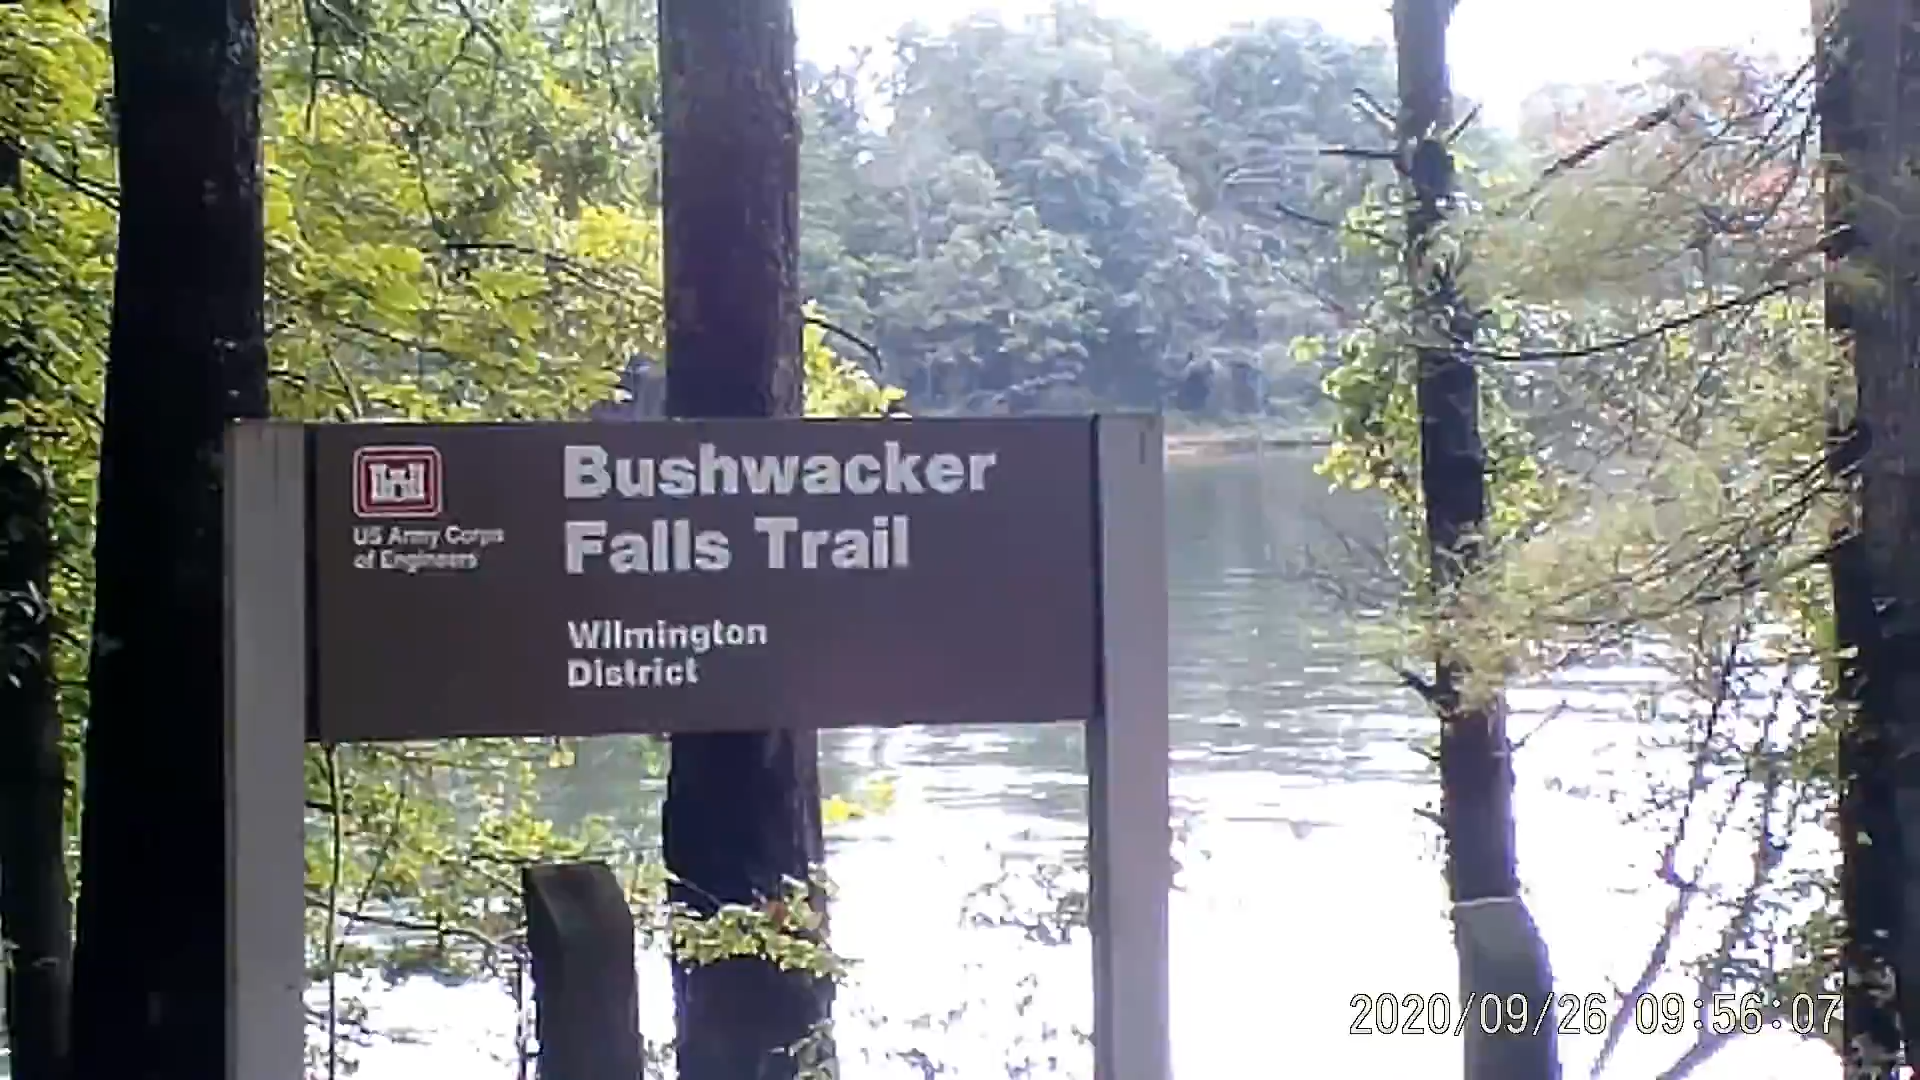 Bushwacker
Falls Trail
US Army Corps
of Engineers
Wilmington
District
2020/09/26 09:56:07